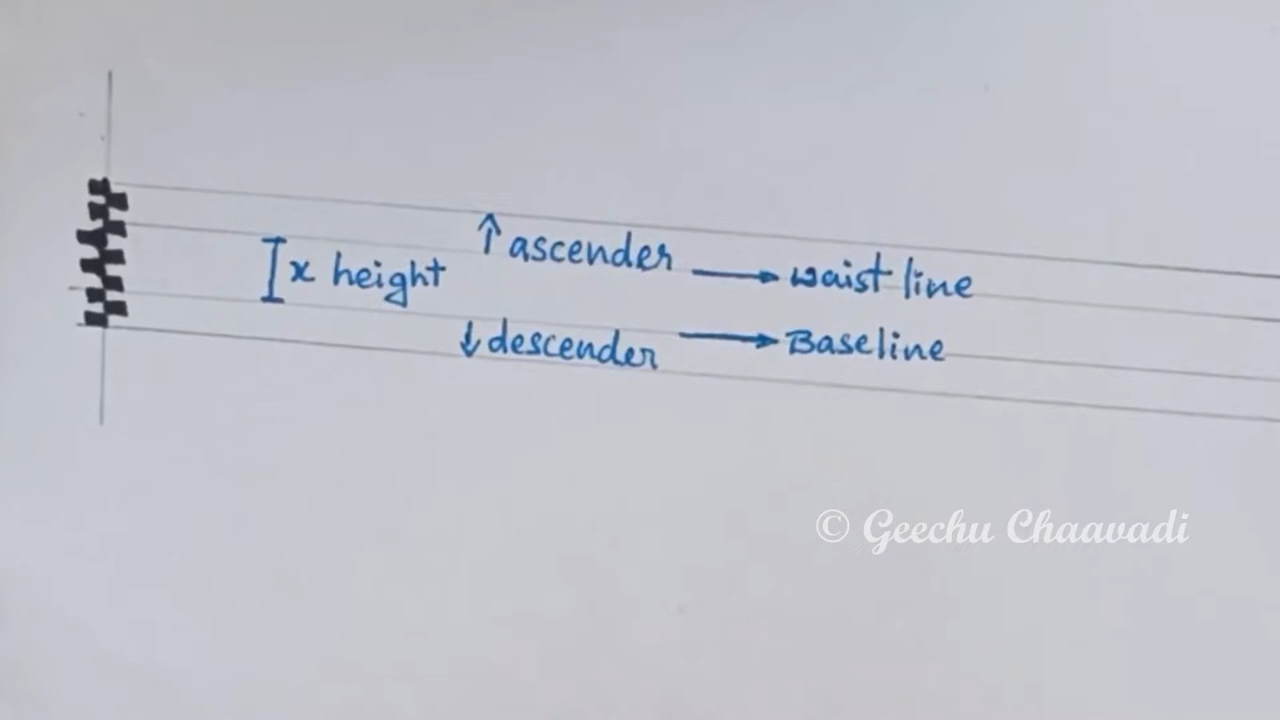 ↑ ascender → waist line
x height
↓ descender → Baseline
© Geechu Chaavadi